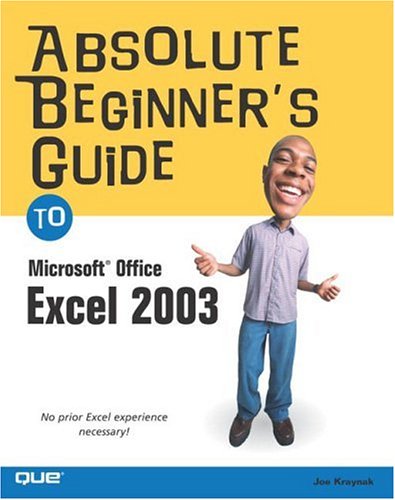 ABSOLUTE
BEGINNER'S
GUIDE
TO
Microsoft® Office
Excel 2003
No prior Excel experience
necessary!
QUE®
Joe Kraynak